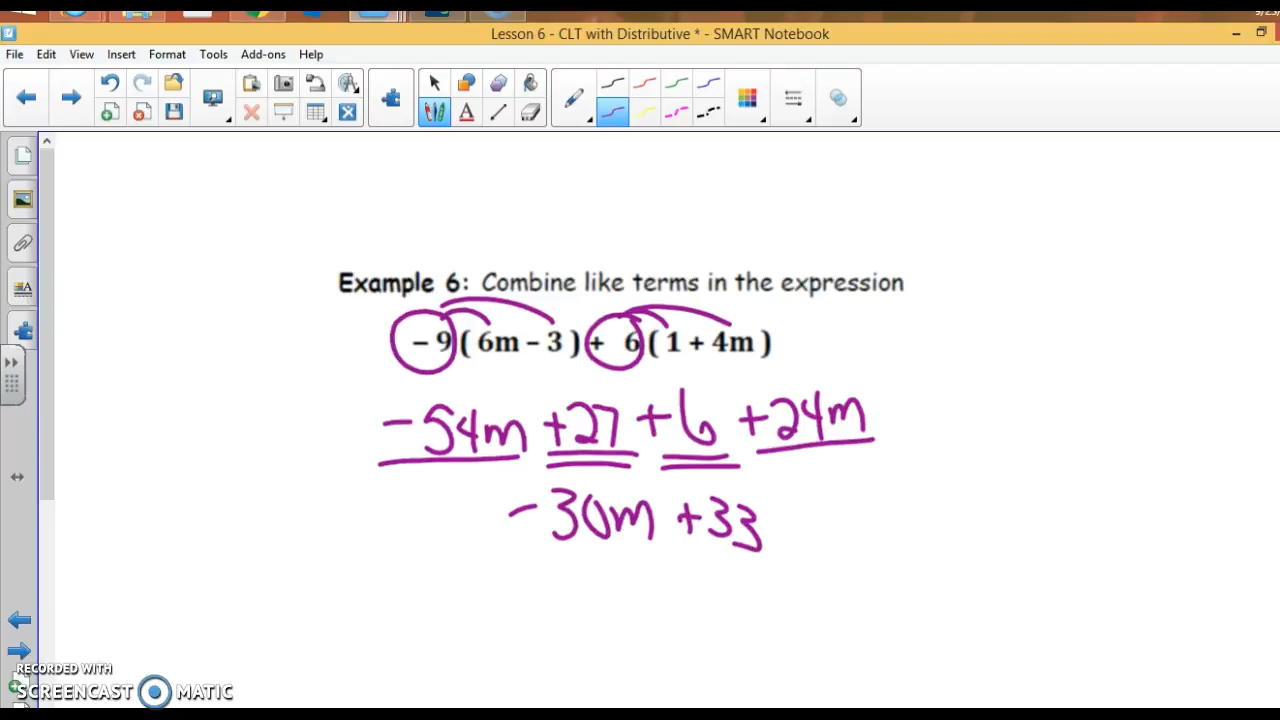 Lesson 6 - CLT with Distributive * - SMART Notebook
File Edit View Insert Format Tools Add-ons Help
Example 6: Combine like terms in the expression
– 9 ( 6m – 3 ) + 6 ( 1 + 4m )
-54m +27 +6 +24m
-30m +33
RECORDED WITH
SCREENCAST MATIC